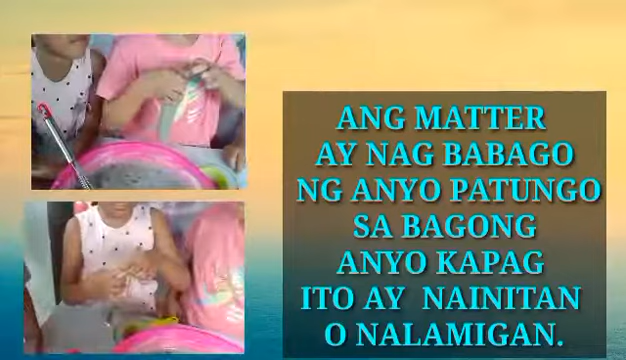 ANG MATTER
AY NAG BABAGO
NG ANYO PATUNGO
SA BAGONG
ANYO KAPAG
ITO AY NAINITAN
O NALAMIGAN.